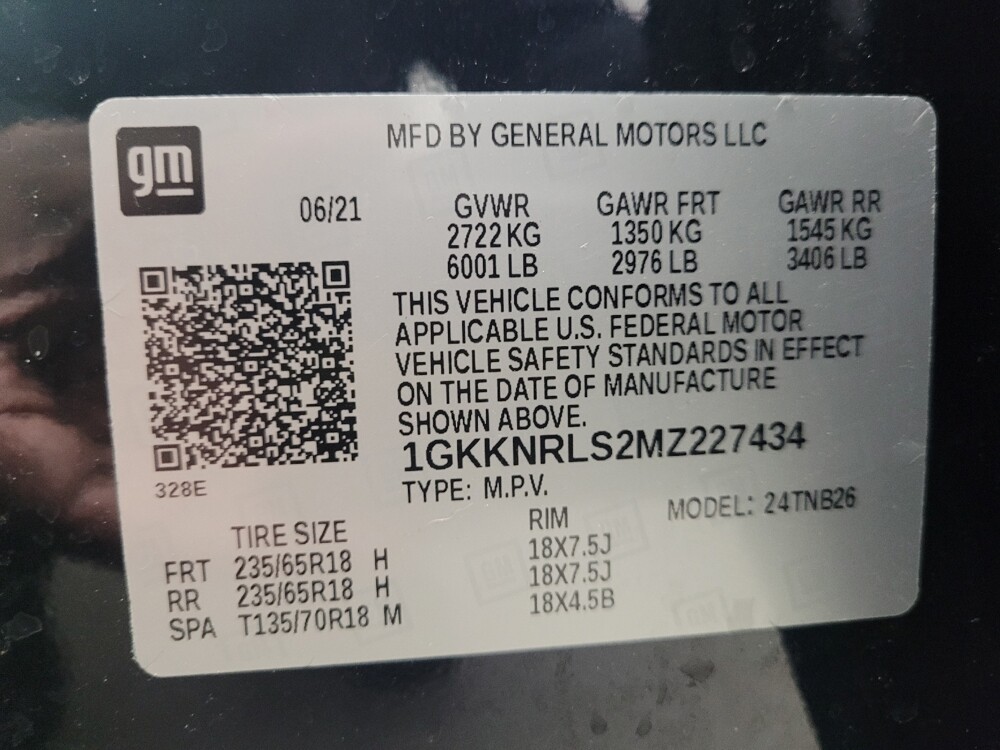 gm
MFD BY GENERAL MOTORS LLC
06/21 GVWR GAWR FRT GAWR RR
2722 KG 1350 KG 1545 KG
6001 LB 2976 LB 3406 LB
THIS VEHICLE CONFORMS TO ALL
APPLICABLE U.S. FEDERAL MOTOR
VEHICLE SAFETY STANDARDS IN EFFECT
ON THE DATE OF MANUFACTURE
SHOWN ABOVE.
1GKKNRLS2MZ227434
328E
TYPE: M.P.V. MODEL: 24TNB26
TIRE SIZE RIM
FRT 235/65R18 H 18X7.5J
RR 235/65R18 H 18X7.5J
SPA T135/70R18 M 18X4.5B